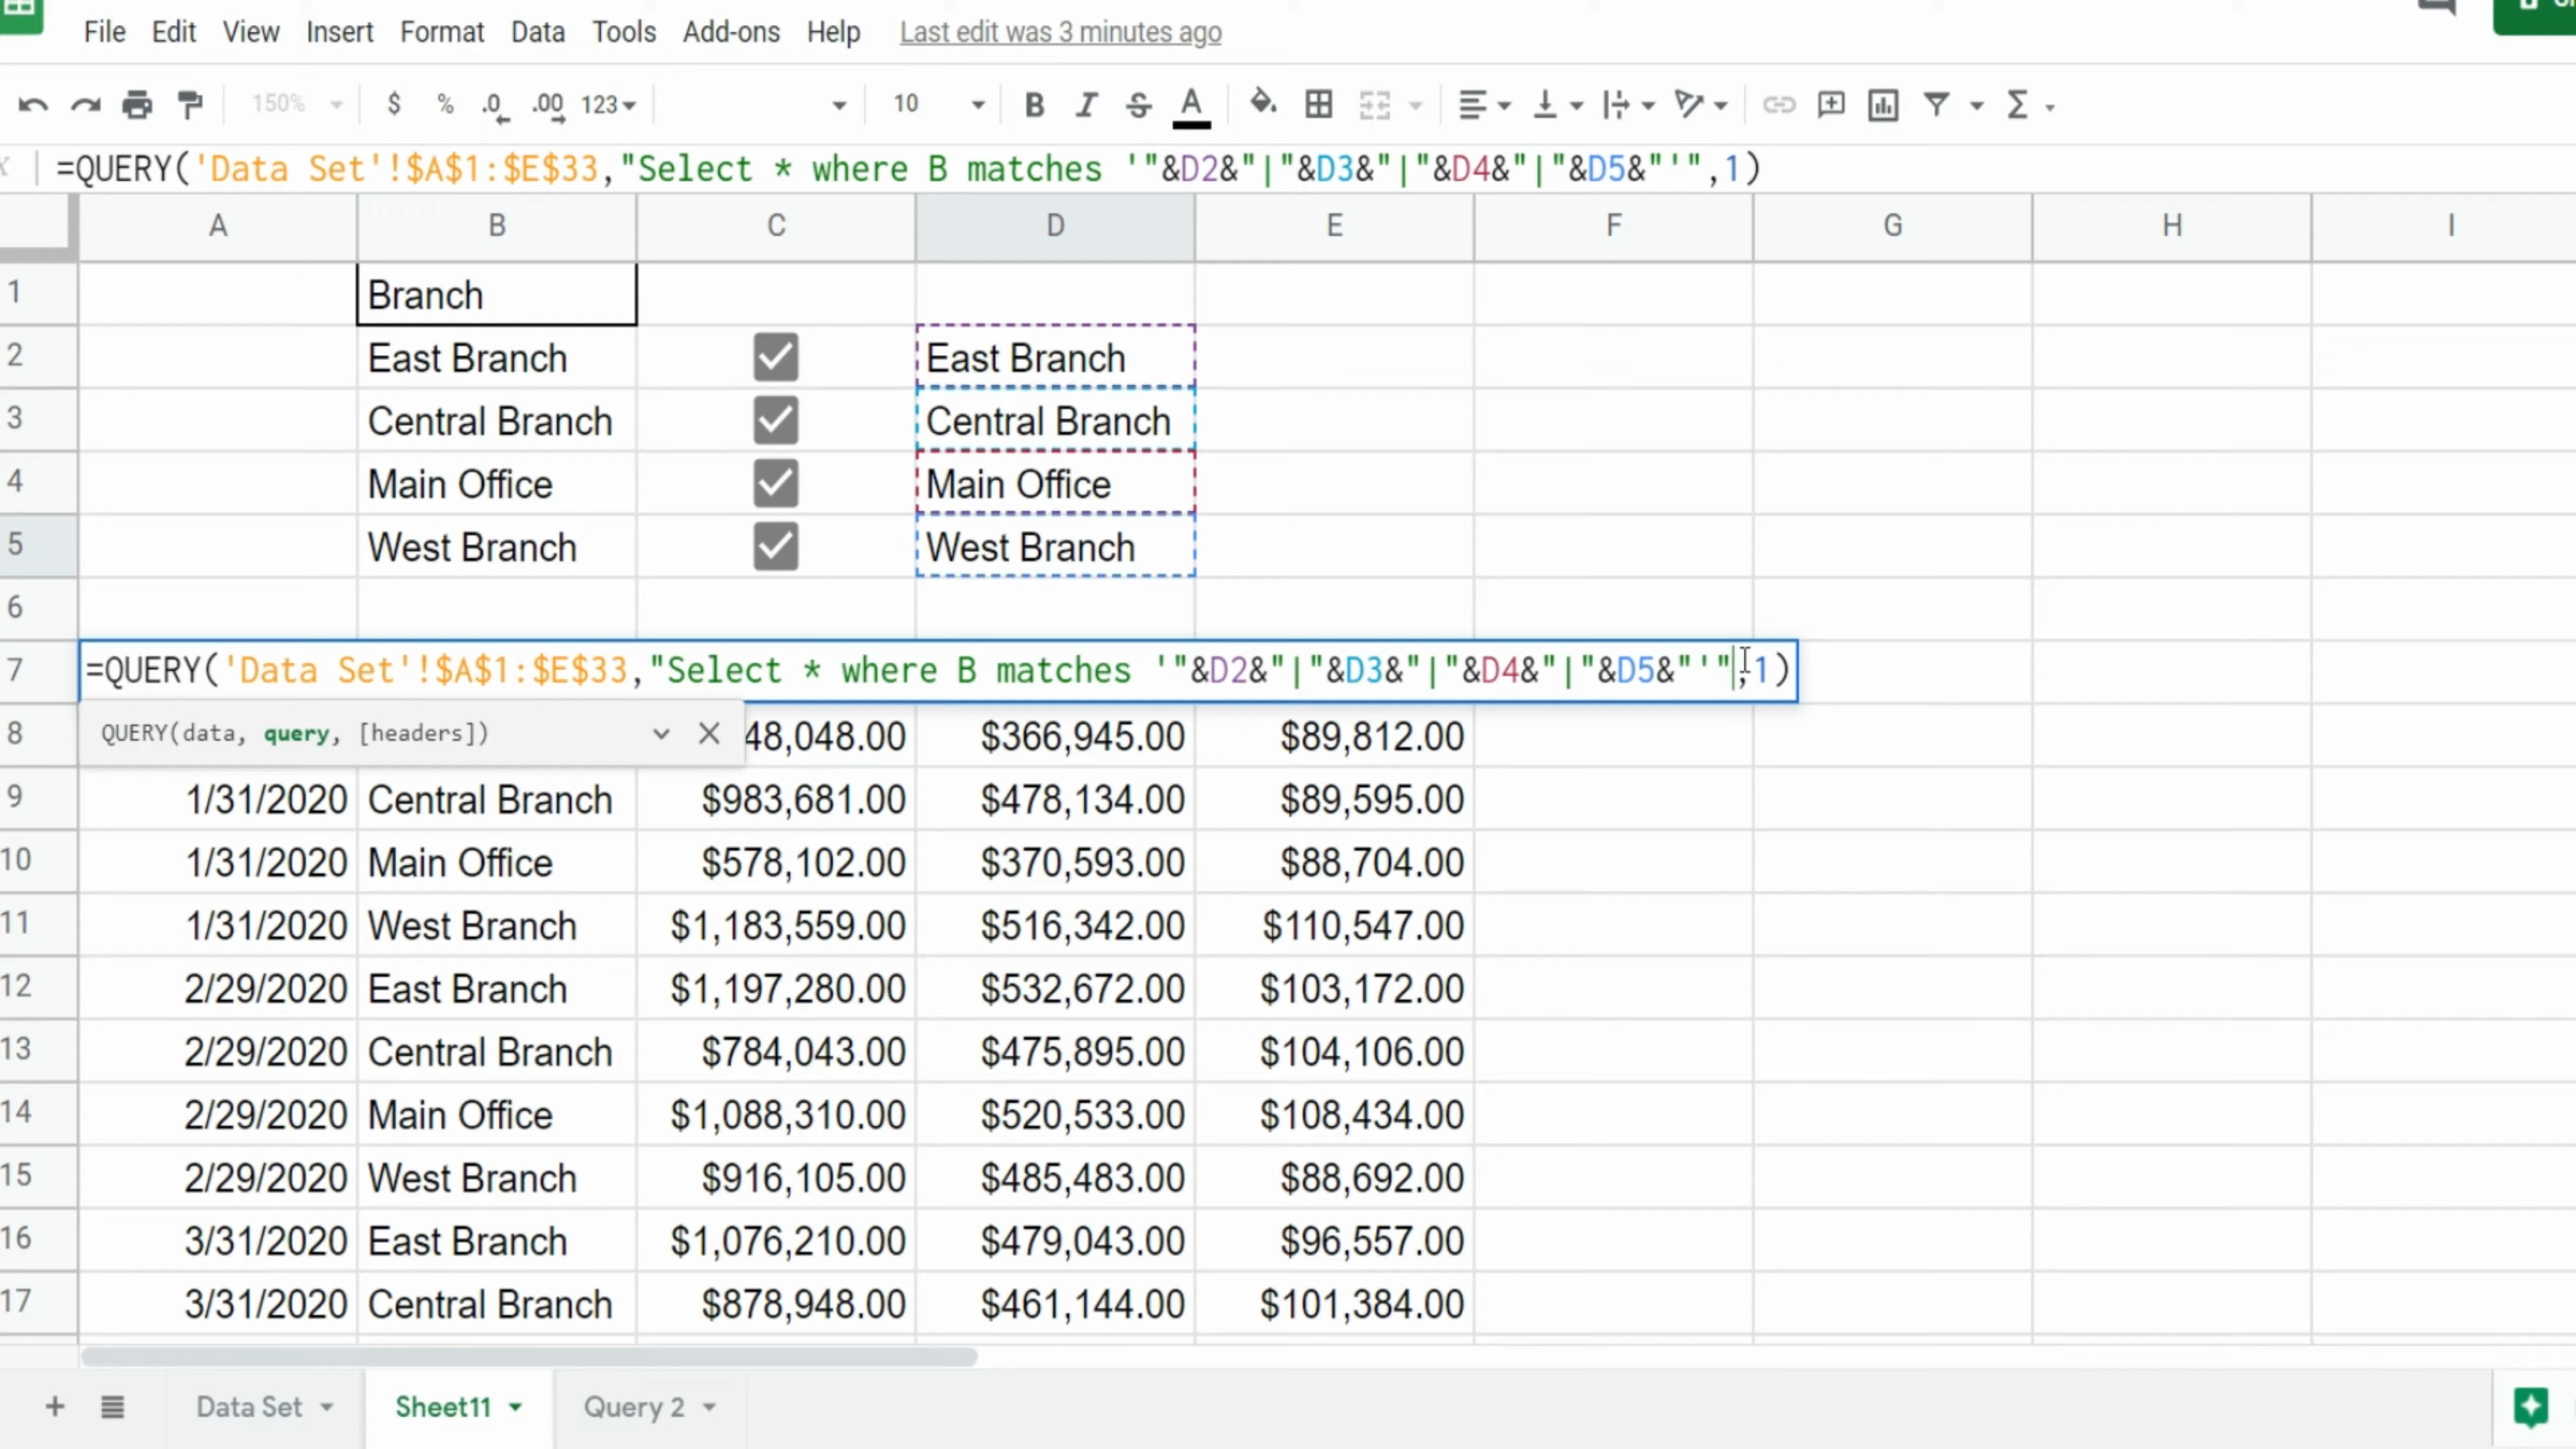 File Edit View Insert Format Data Tools Add-ons Help Last edit was 3 minutes ago
150% $ % .0 .00 123 10 B I S A Σ
=QUERY('Data Set'!$A$1:$E$33,"Select * where B matches '"&D2&"|"&D3&"|"&D4&"|"&D5&"'",1)
A B C D E F G H I
1 Branch
2 East Branch East Branch
3 Central Branch Central Branch
4 Main Office Main Office
5 West Branch West Branch
6
7 =QUERY('Data Set'!$A$1:$E$33,"Select * where B matches '"&D2&"|"&D3&"|"&D4&"|"&D5&"'",1)
8 QUERY(data, query, [headers]) 48,048.00 $366,945.00 $89,812.00
9 1/31/2020 Central Branch $983,681.00 $478,134.00 $89,595.00
10 1/31/2020 Main Office $578,102.00 $370,593.00 $88,704.00
11 1/31/2020 West Branch $1,183,559.00 $516,342.00 $110,547.00
12 2/29/2020 East Branch $1,197,280.00 $532,672.00 $103,172.00
13 2/29/2020 Central Branch $784,043.00 $475,895.00 $104,106.00
14 2/29/2020 Main Office $1,088,310.00 $520,533.00 $108,434.00
15 2/29/2020 West Branch $916,105.00 $485,483.00 $88,692.00
16 3/31/2020 East Branch $1,076,210.00 $479,043.00 $96,557.00
17 3/31/2020 Central Branch $878,948.00 $461,144.00 $101,384.00
Data Set Sheet11 Query 2